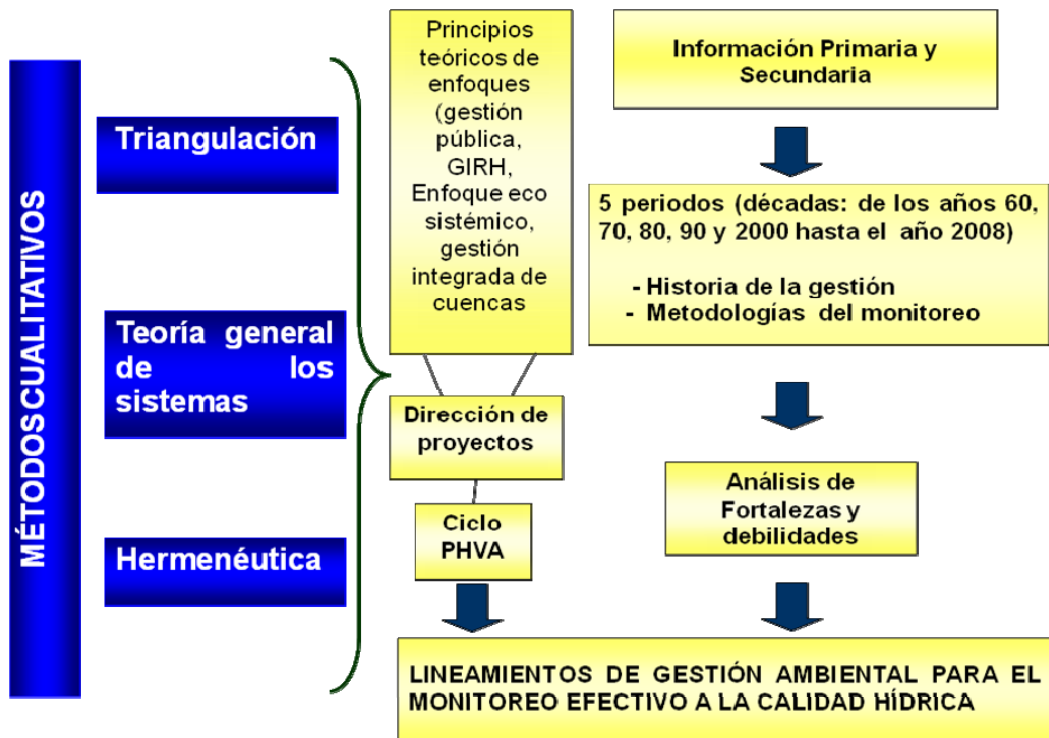 MÉTODOS CUALITATIVOS
Triangulación
Teoría general
de los
sistemas
Hermenéutica
Principios
teóricos de
enfoques
(gestión
pública,
GIRH,
Enfoque eco
sistémico,
gestión
integrada de
cuencas
Dirección de
proyectos
Ciclo
PHVA
Información Primaria y
Secundaria
5 periodos (décadas: de los años 60,
70, 80, 90 y 2000 hasta el año 2008)
- Historia de la gestión
- Metodologías del monitoreo
Análisis de
Fortalezas y
debilidades
LINEAMIENTOS DE GESTIÓN AMBIENTAL PARA EL
MONITOREO EFECTIVO A LA CALIDAD HÍDRICA